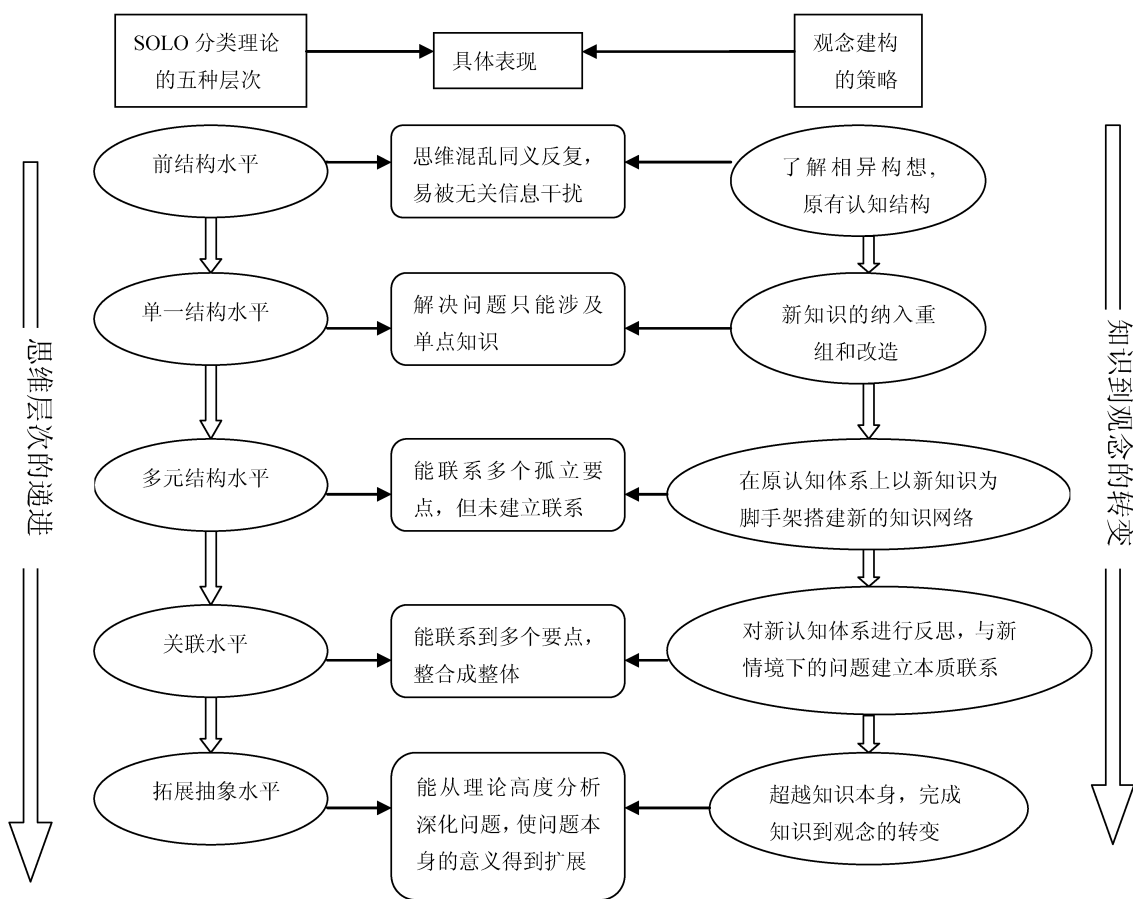 SOLO 分类理论
的五种层次
具体表现
观念建构
的策略
前结构水平
思维混乱同义反复，
易被无关信息干扰
了解相异构想，
原有认知结构
单一结构水平
解决问题只能涉及
单点知识
新知识的纳入重
组和改造
多元结构水平
能联系多个孤立要
点，但未建立联系
在原认知体系上以新知识为
脚手架搭建新的知识网络
关联水平
能联系到多个要点，
整合成整体
对新认知体系进行反思，与新
情境下的问题建立本质联系
拓展抽象水平
能从理论高度分析
深化问题，使问题本
身的意义得到扩展
超越知识本身，完成
知识到观念的转变
思维层次的递进
知识到观念的转变